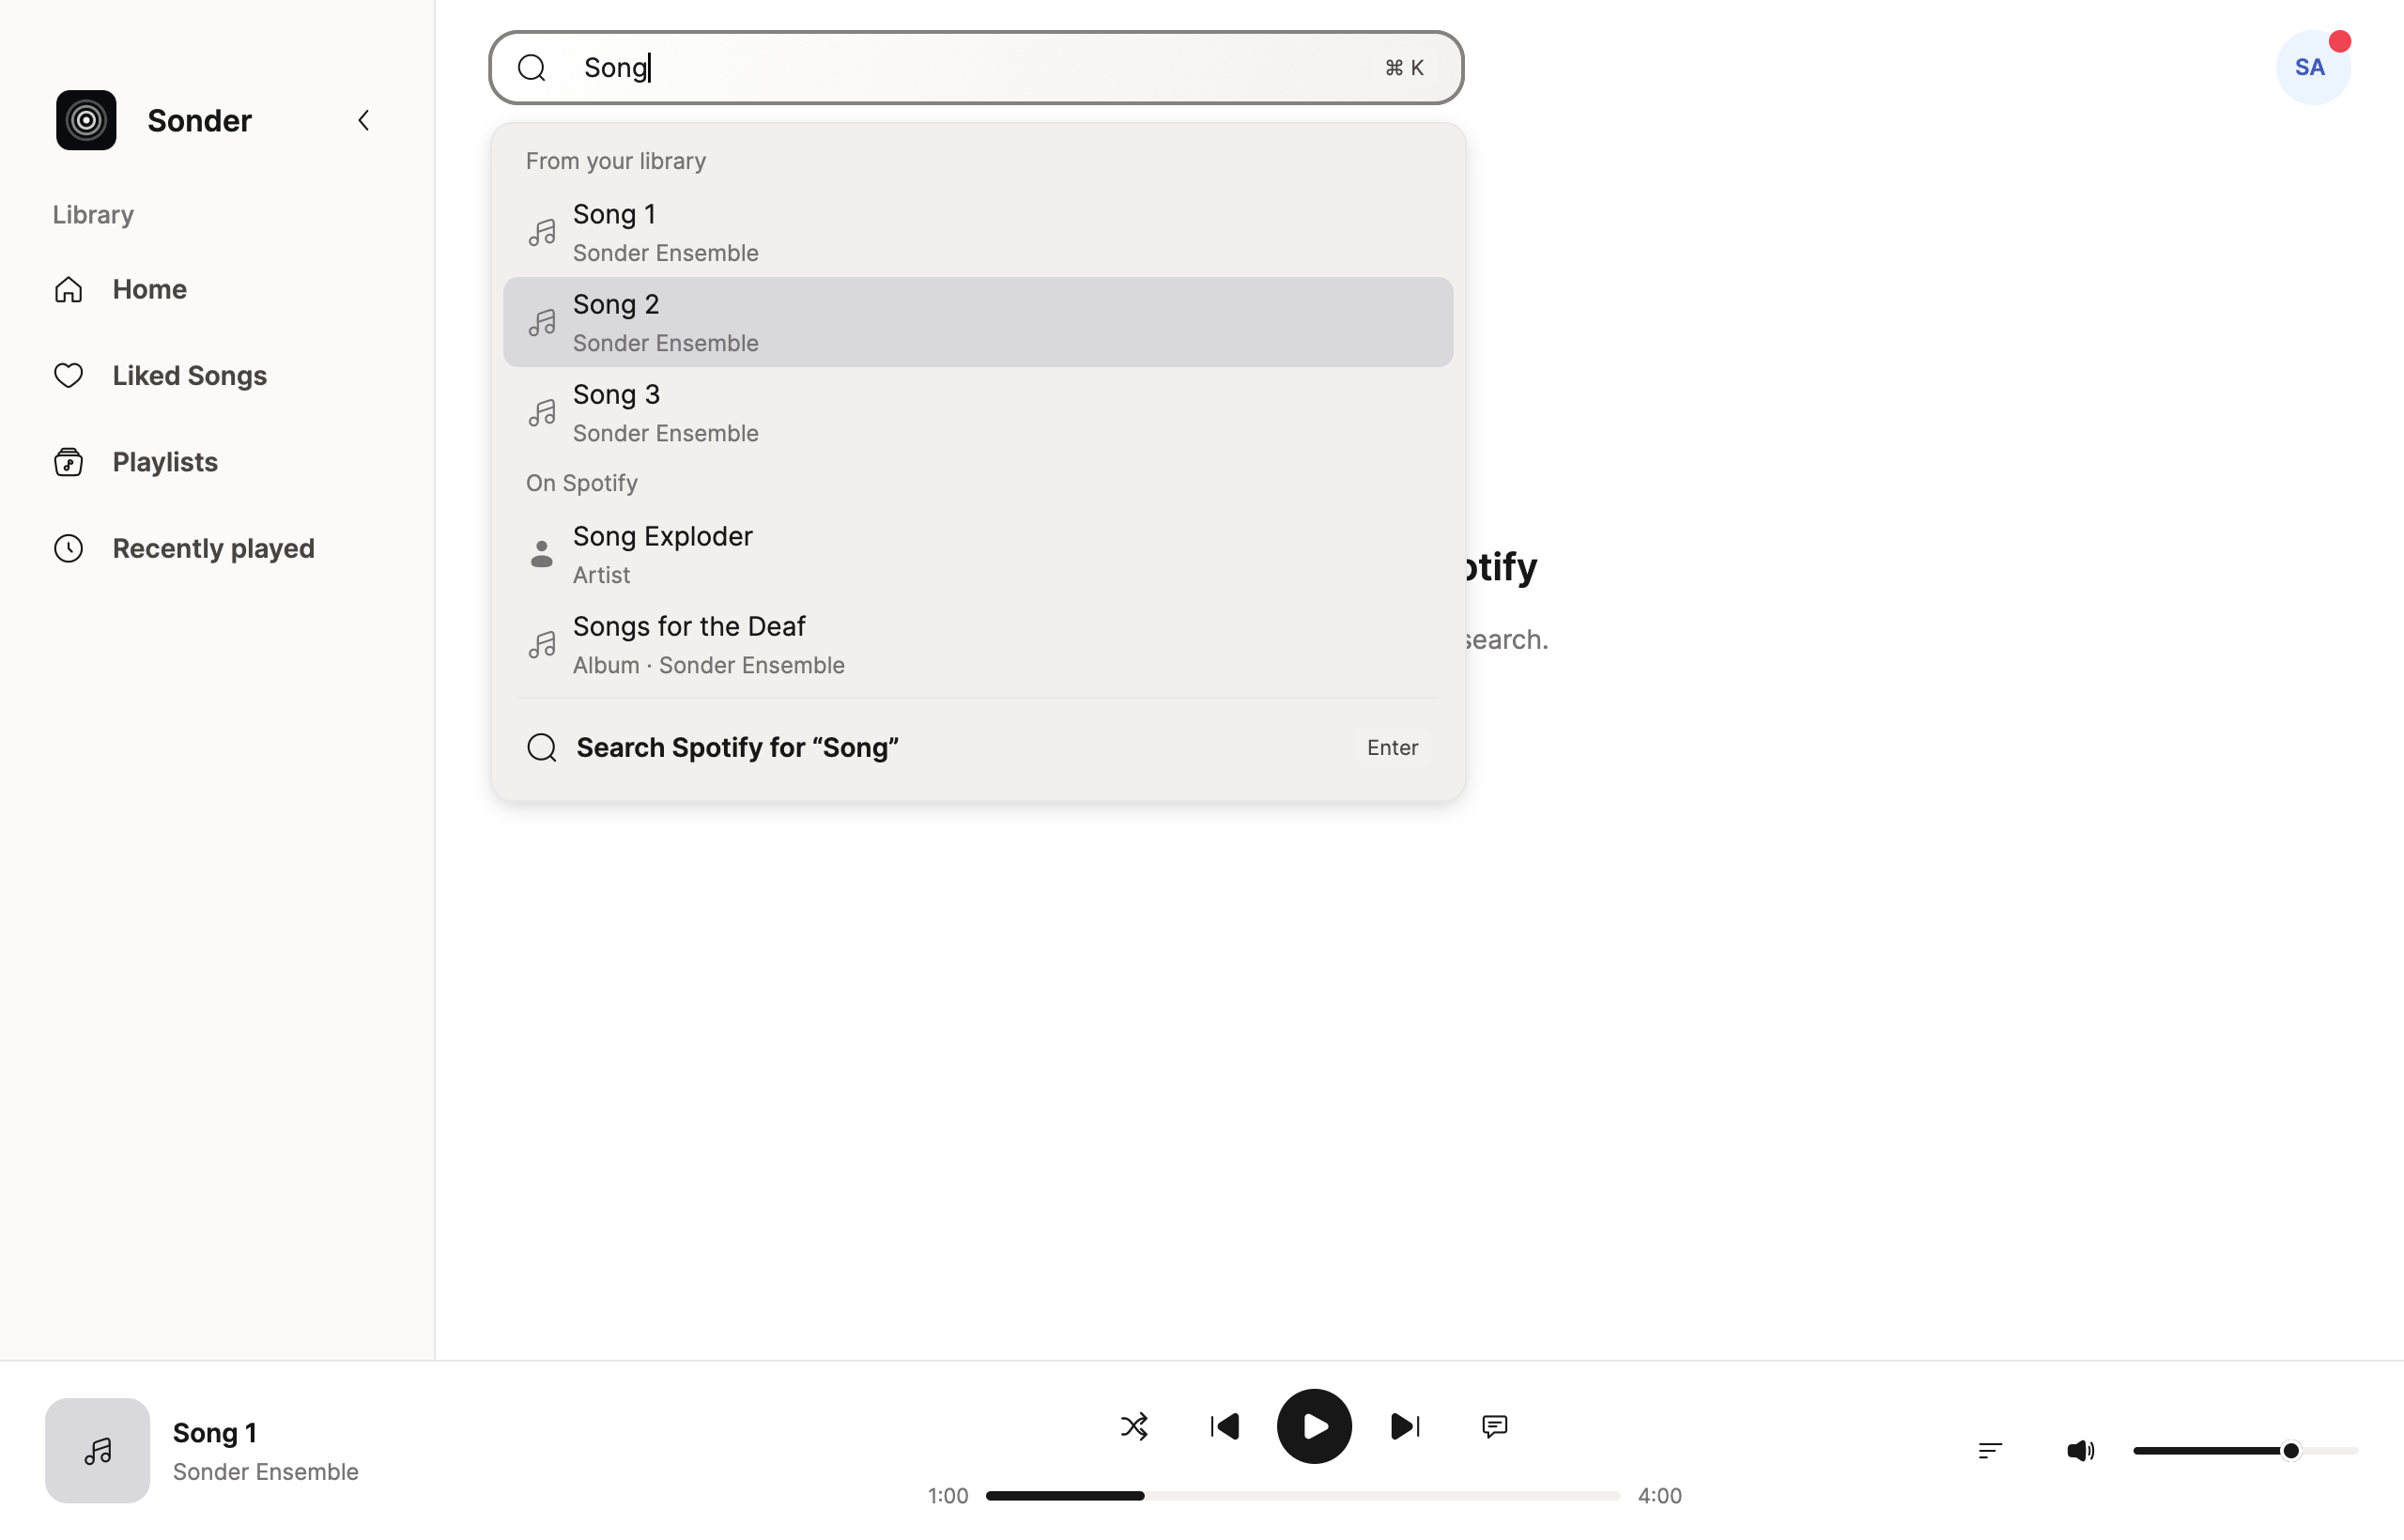 Song
⌘ K
SA
Sonder
Library
Home
Liked Songs
Playlists
Recently played
From your library
Song 1
Sonder Ensemble
Song 2
Sonder Ensemble
Song 3
Sonder Ensemble
On Spotify
Song Exploder
Artist
Songs for the Deaf
Album · Sonder Ensemble
Search Spotify for “Song”
Enter
search.
Song 1
Sonder Ensemble
1:00
4:00